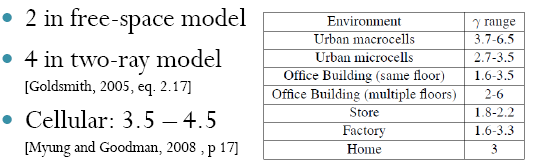 2 in free-space model
4 in two-ray model
[Goldsmith, 2005, eq. 2.17]
Cellular: 3.5 – 4.5
[Myung and Goodman, 2008 , p 17]
Environment γ range
Urban macrocells 3.7-6.5
Urban microcells 2.7-3.5
Office Building (same floor) 1.6-3.5
Office Building (multiple floors) 2-6
Store 1.8-2.2
Factory 1.6-3.3
Home 3